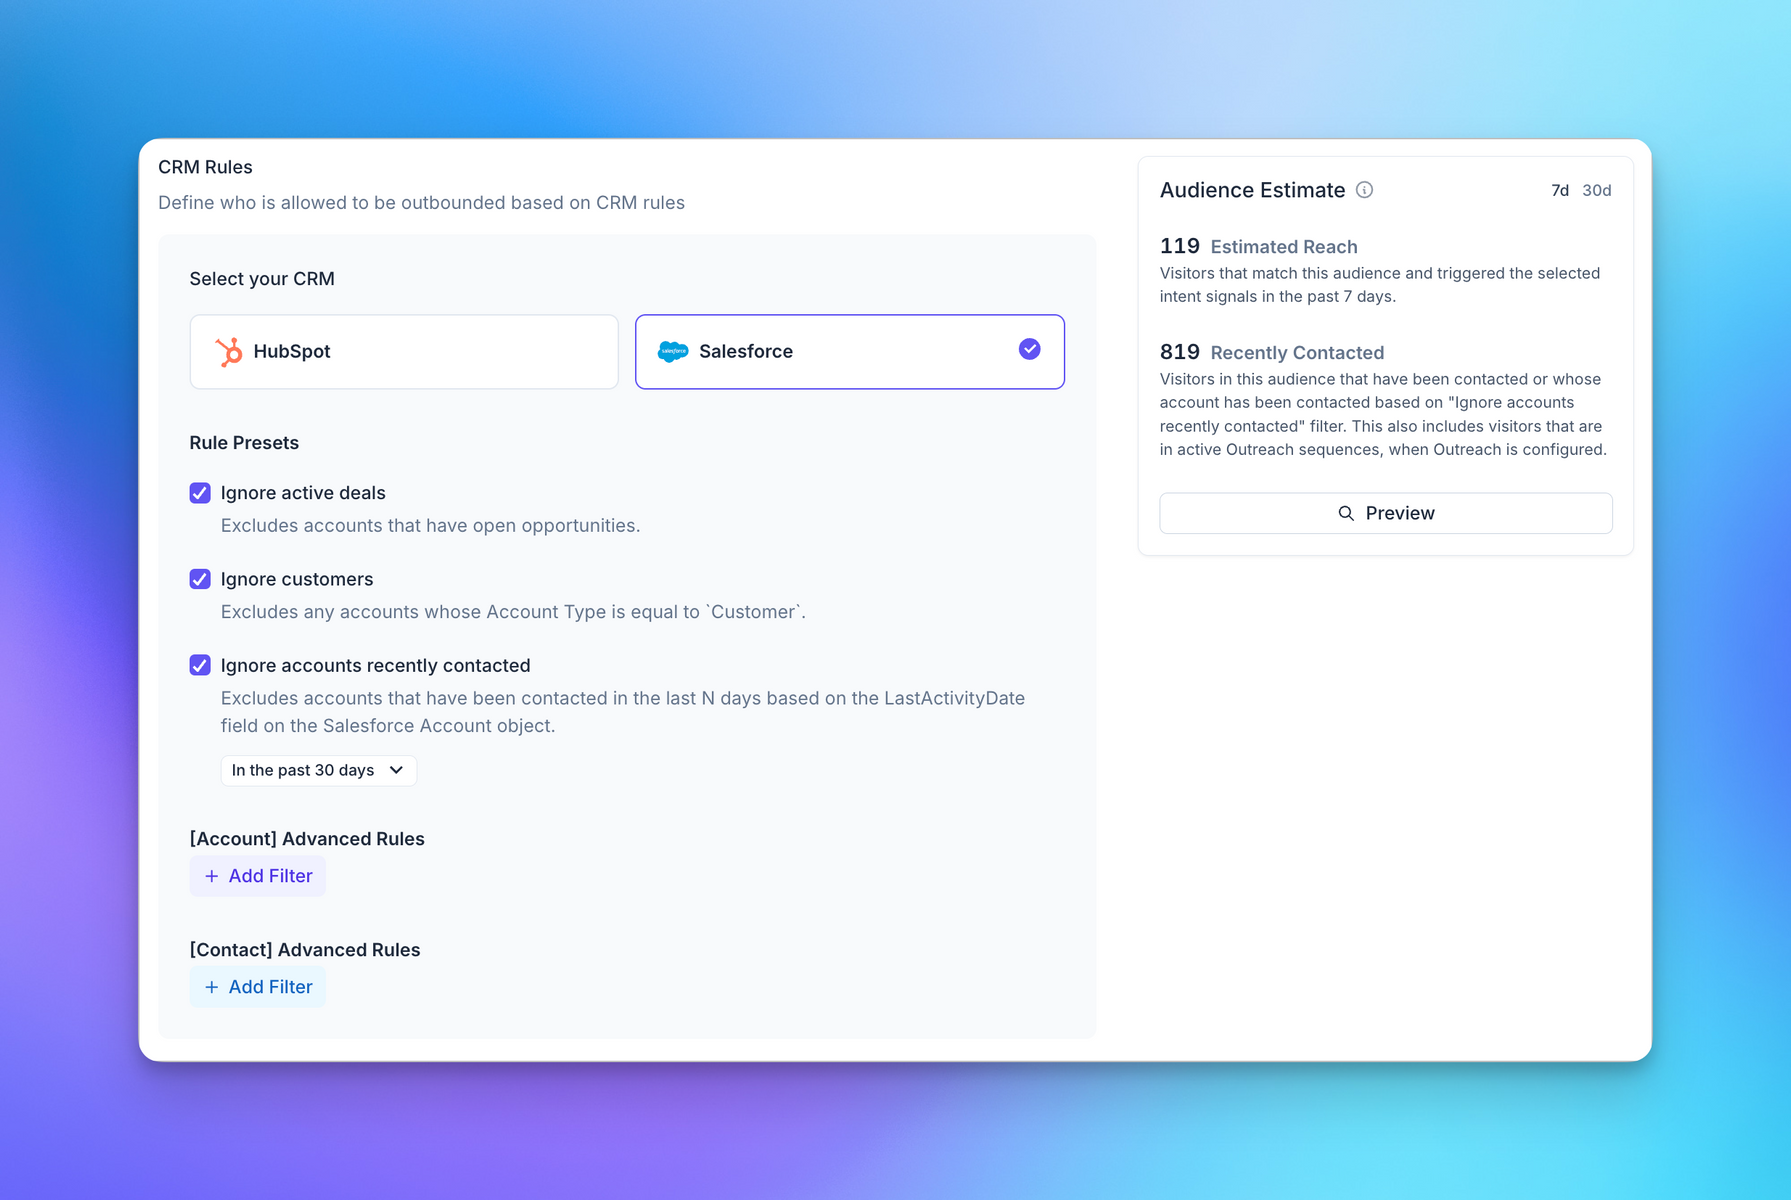 CRM Rules
Define who is allowed to be outbounded based on CRM rules
Select your CRM
HubSpot
salesforce
Salesforce
Rule Presets
Ignore active deals
Excludes accounts that have open opportunities.
Ignore customers
Excludes any accounts whose Account Type is equal to `Customer`.
Ignore accounts recently contacted
Excludes accounts that have been contacted in the last N days based on the LastActivityDate
field on the Salesforce Account object.
In the past 30 days
[Account] Advanced Rules
+ Add Filter
[Contact] Advanced Rules
+ Add Filter
Audience Estimate
7d 30d
119 Estimated Reach
Visitors that match this audience and triggered the selected
intent signals in the past 7 days.
819 Recently Contacted
Visitors in this audience that have been contacted or whose
account has been contacted based on "Ignore accounts
recently contacted" filter. This also includes visitors that are
in active Outreach sequences, when Outreach is configured.
Preview